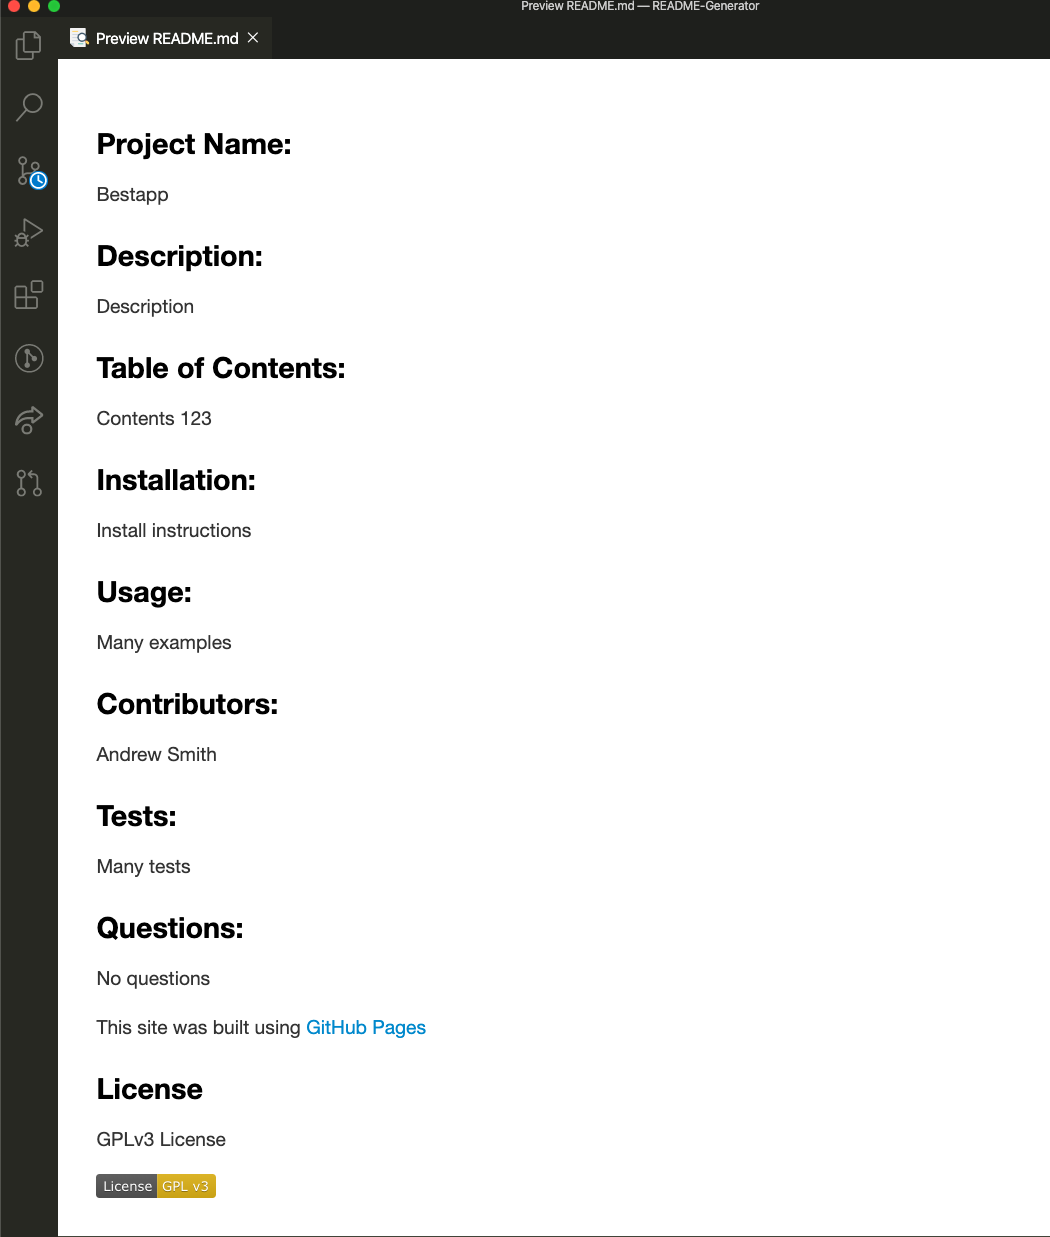 Preview README.md — README-Generator
Preview README.md
Project Name:
Bestapp
Description:
Description
Table of Contents:
Contents 123
Installation:
Install instructions
Usage:
Many examples
Contributors:
Andrew Smith
Tests:
Many tests
Questions:
No questions
This site was built using GitHub Pages
License
GPLv3 License
License GPL v3